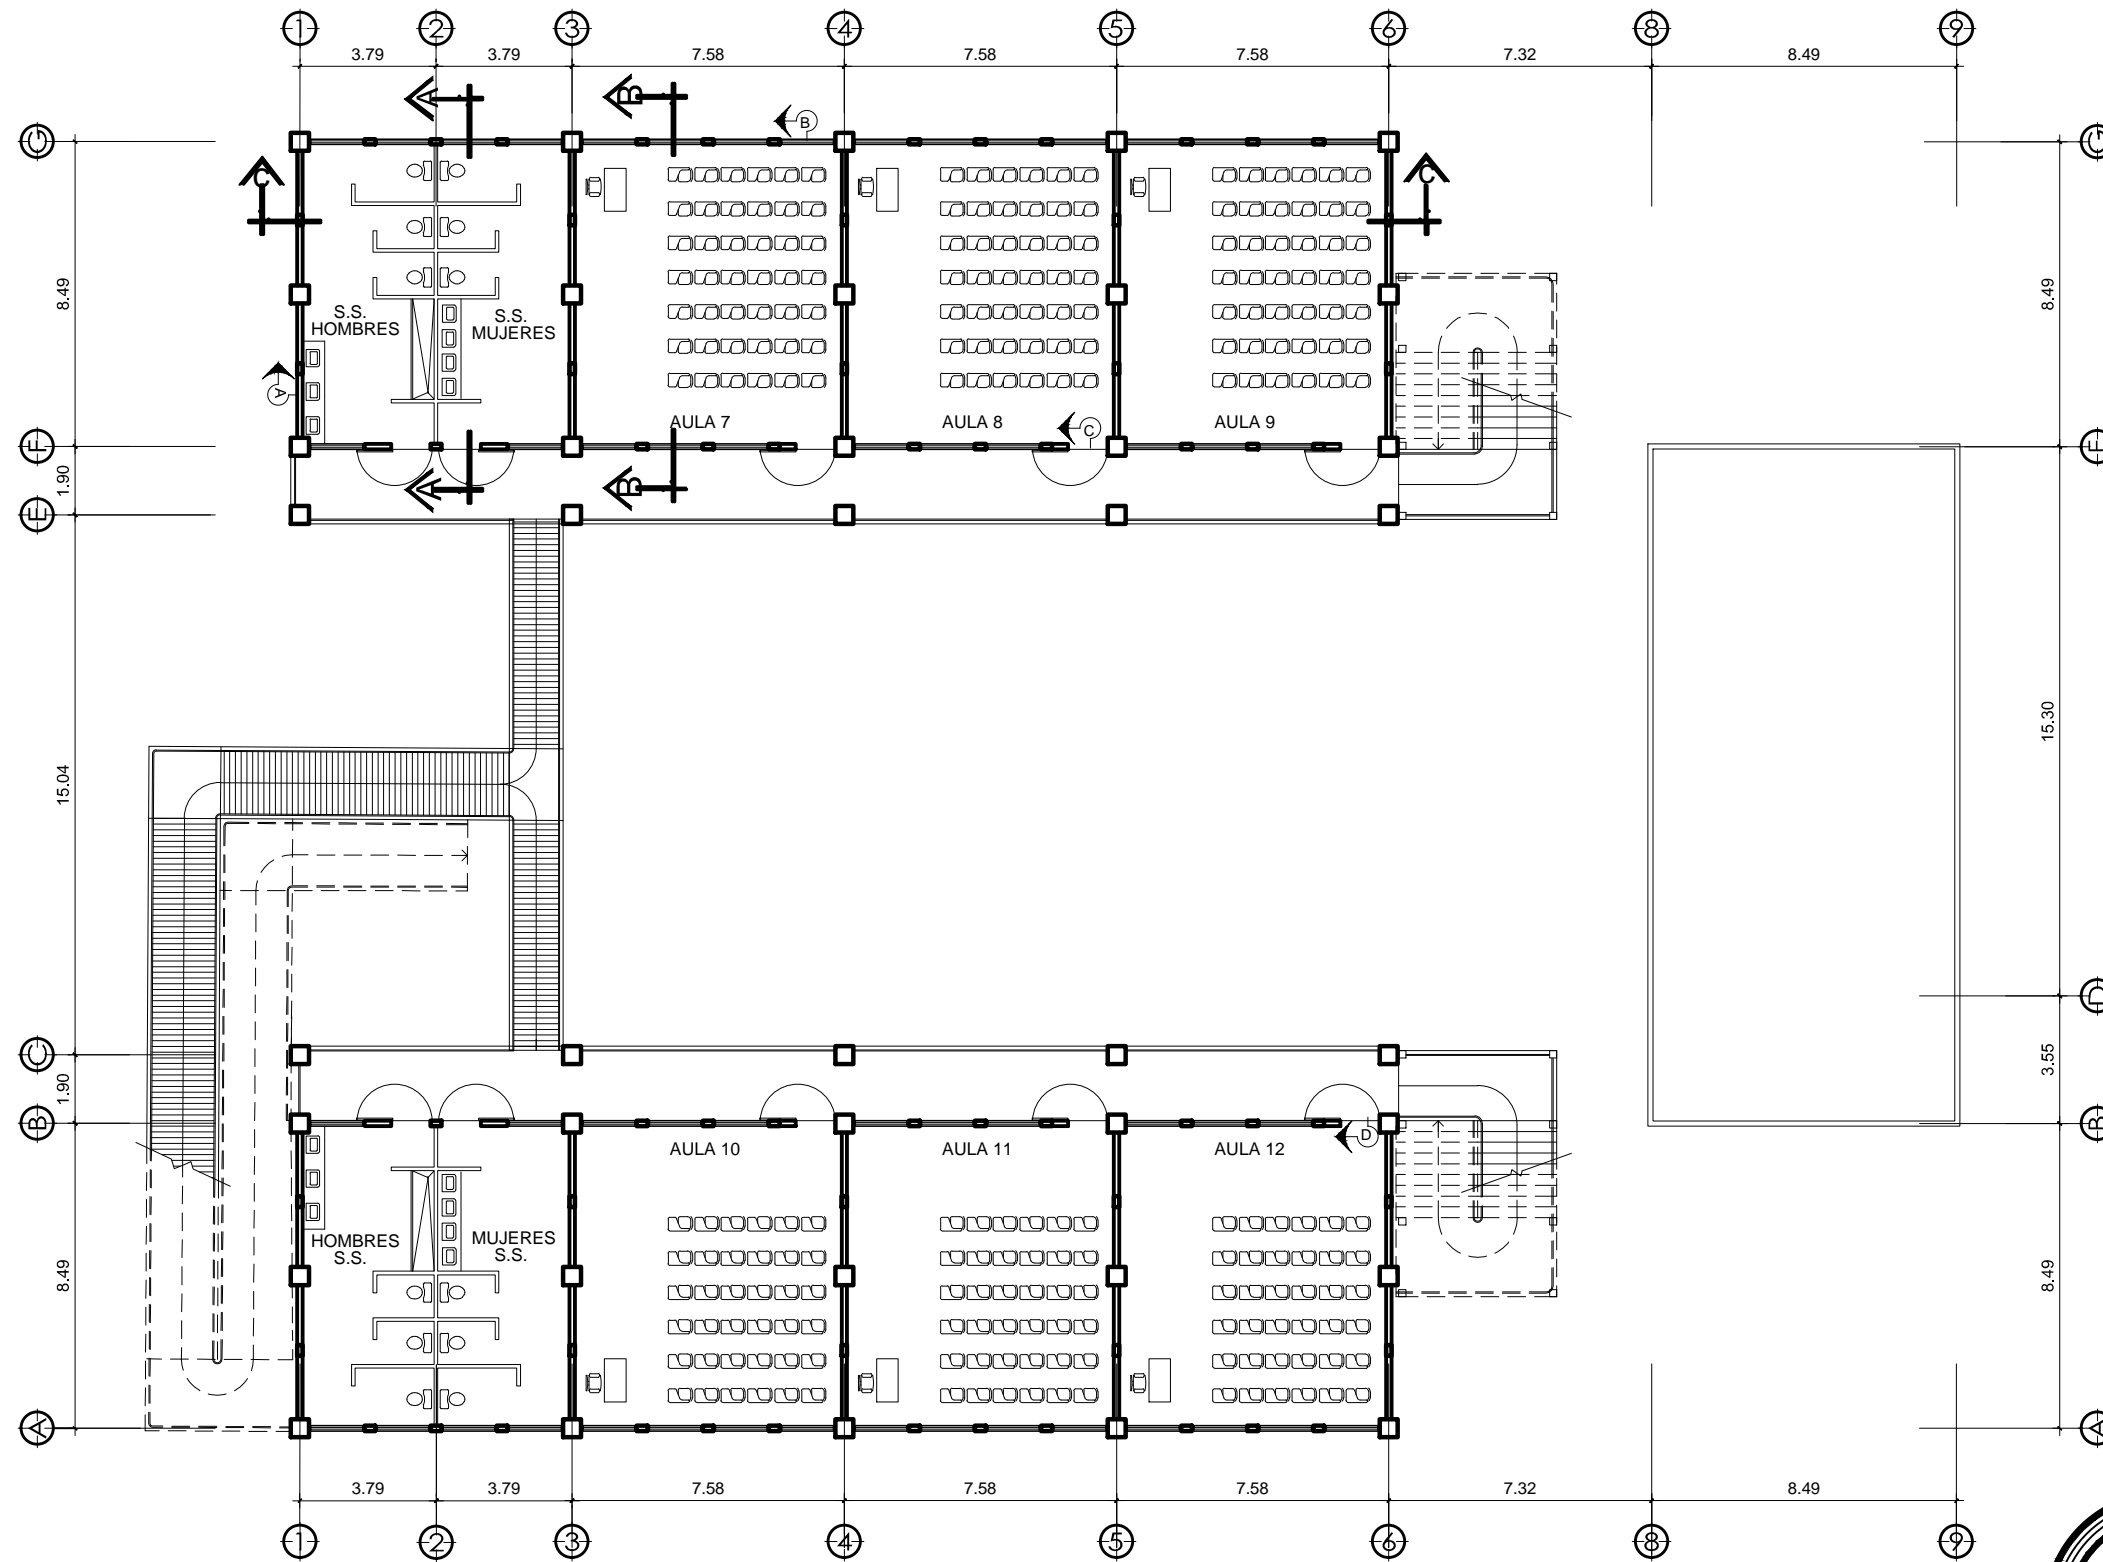 1 2 3 4 5 6 8 9
3.79 3.79 7.58 7.58 7.58 7.32 8.49
A B
B
G G
C C
8.49 8.49
S.S.
HOMBRES
S.S.
MUJERES
A
AULA 7 AULA 8 AULA 9
C
F F
1.90
A B
E
15.04 15.30
D
C
1.90 3.55
B B
D
AULA 10 AULA 11 AULA 12
HOMBRES
S.S.
MUJERES
S.S.
8.49 8.49
A A
3.79 3.79 7.58 7.58 7.58 7.32 8.49
1 2 3 4 5 6 8 9